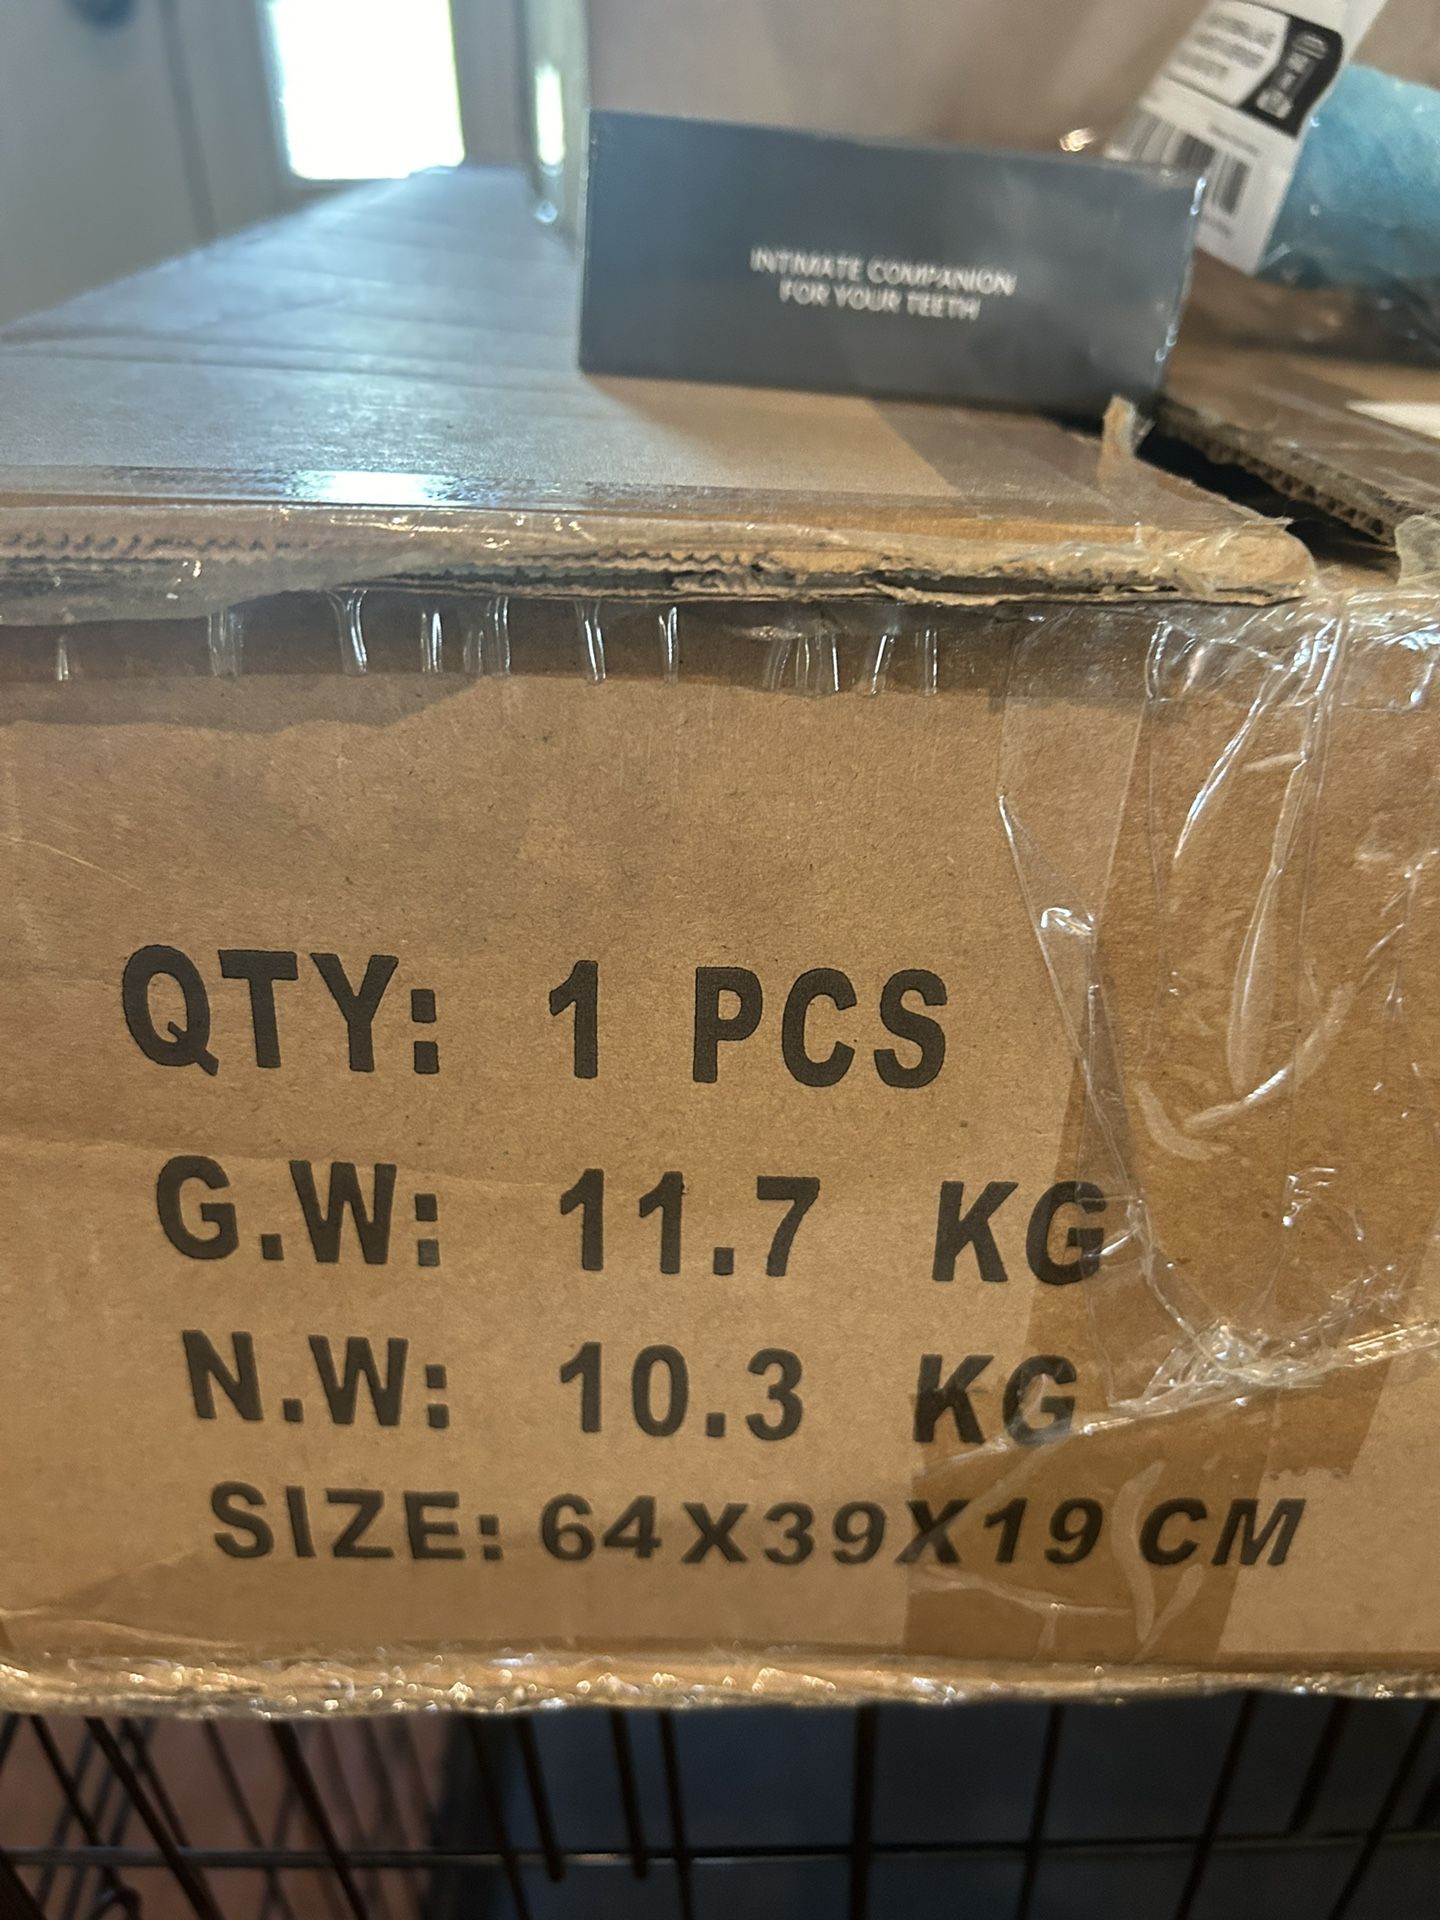 INTIMATE COMPANION
FOR YOUR TEETH
QTY: 1 PCS
G.W: 11.7 KG
N.W: 10.3 KG
SIZE: 64X39X19 CM